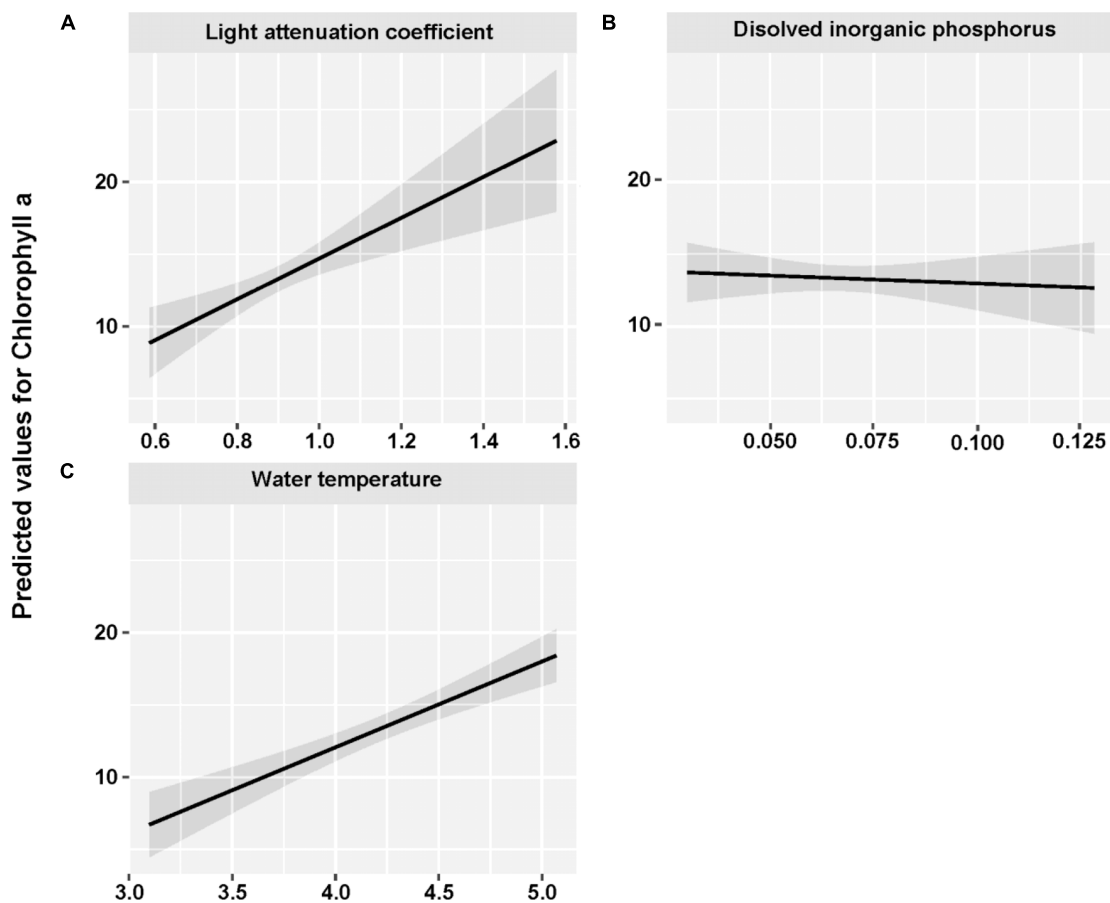 A
Light attenuation coefficient
B
Disolved inorganic phosphorus
Predicted values for Chlorophyll a
20
10
0.6 0.8 1.0 1.2 1.4 1.6
20
10
0.050 0.075 0.100 0.125
C
Water temperature
20
10
3.0 3.5 4.0 4.5 5.0